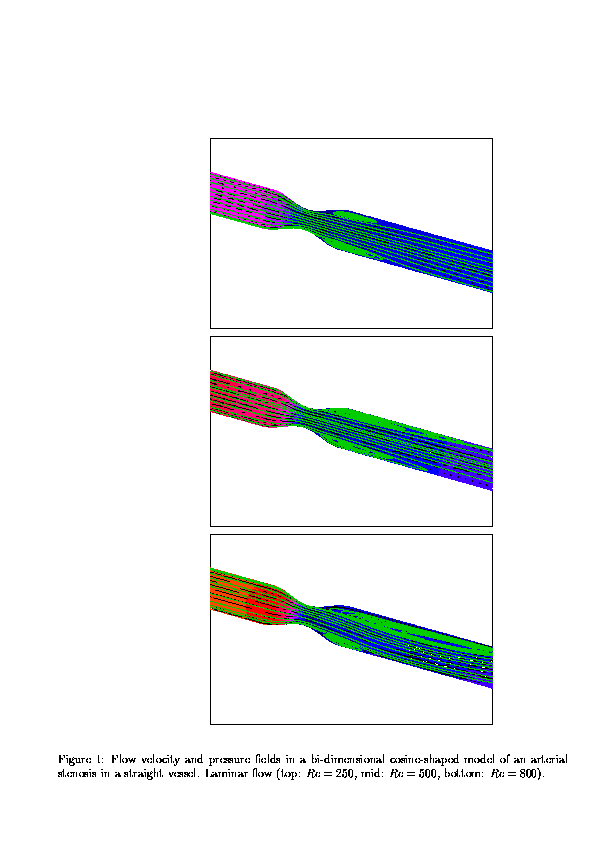 Figure 1: Flow velocity and pressure fields in a bi-dimensional cosine-shaped model of an arterial
stenosis in a straight vessel. Laminar flow (top: Re = 250, mid: Re = 500, bottom: Re = 800).